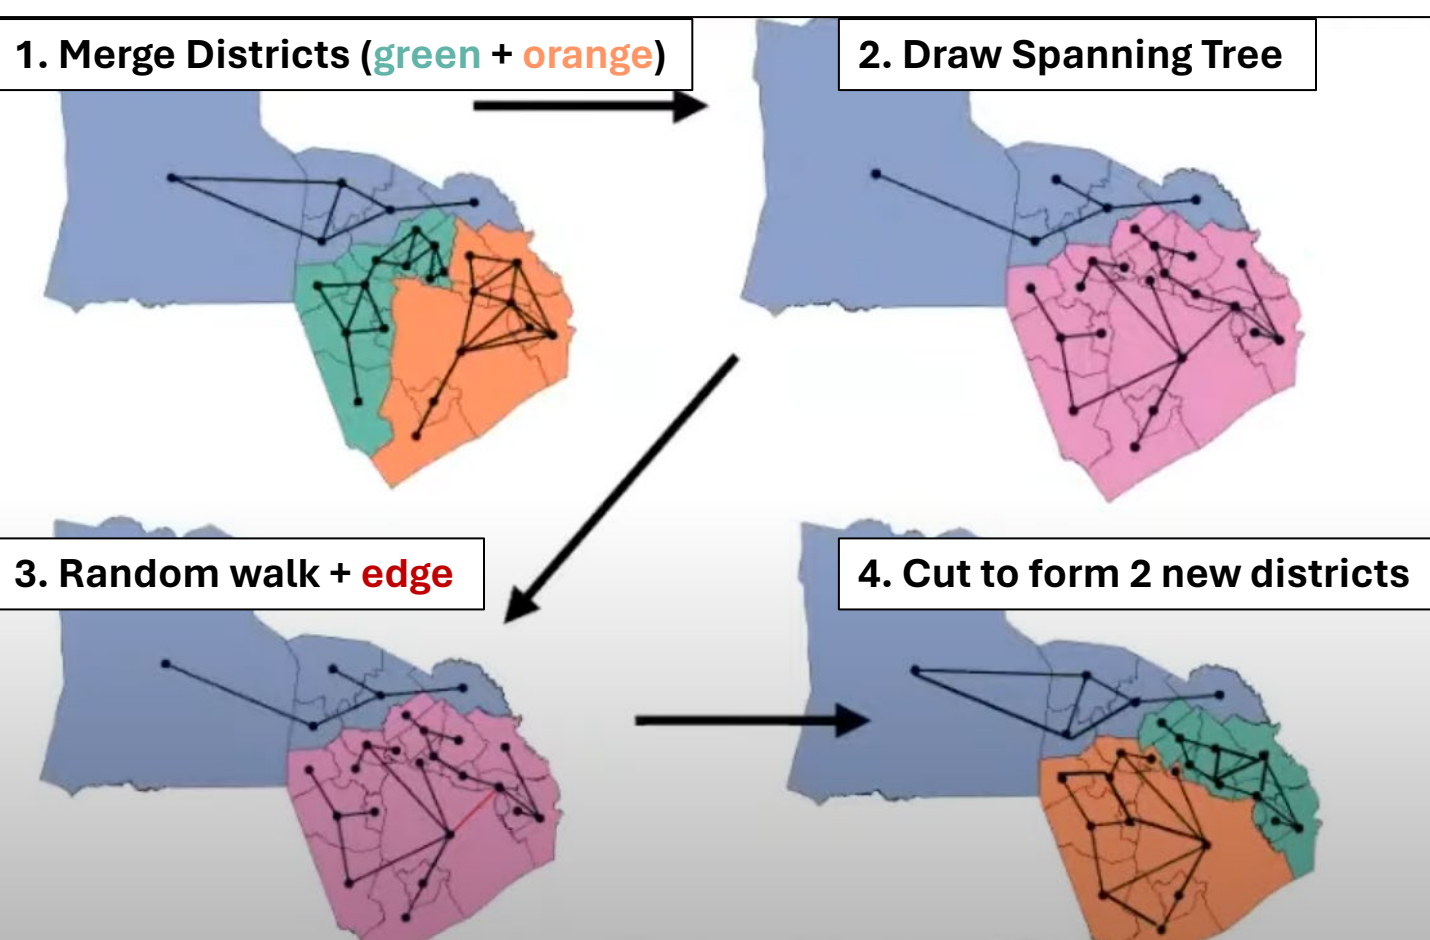 1. Merge Districts (green + orange)
2. Draw Spanning Tree
3. Random walk + edge
4. Cut to form 2 new districts